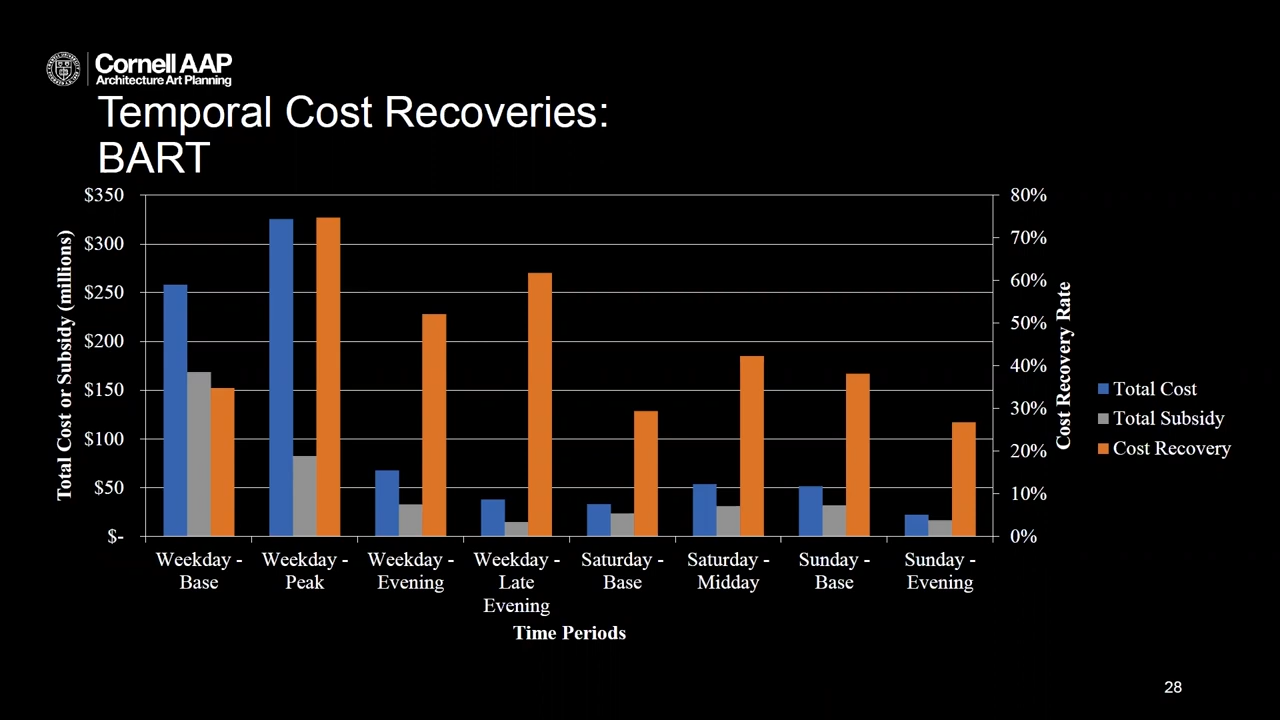 Cornell AAP
Architecture Art Planning
Temporal Cost Recoveries:
BART
$350
$300
$250
$200
$150
$100
$50
$-
Total Cost or Subsidy (millions)
80%
70%
60%
50%
40%
30%
20%
10%
0%
Cost Recovery Rate
Total Cost
Total Subsidy
Cost Recovery
Weekday -
Base
Weekday -
Peak
Weekday -
Evening
Weekday -
Late
Evening
Saturday -
Base
Saturday -
Midday
Sunday -
Base
Sunday -
Evening
Time Periods
28